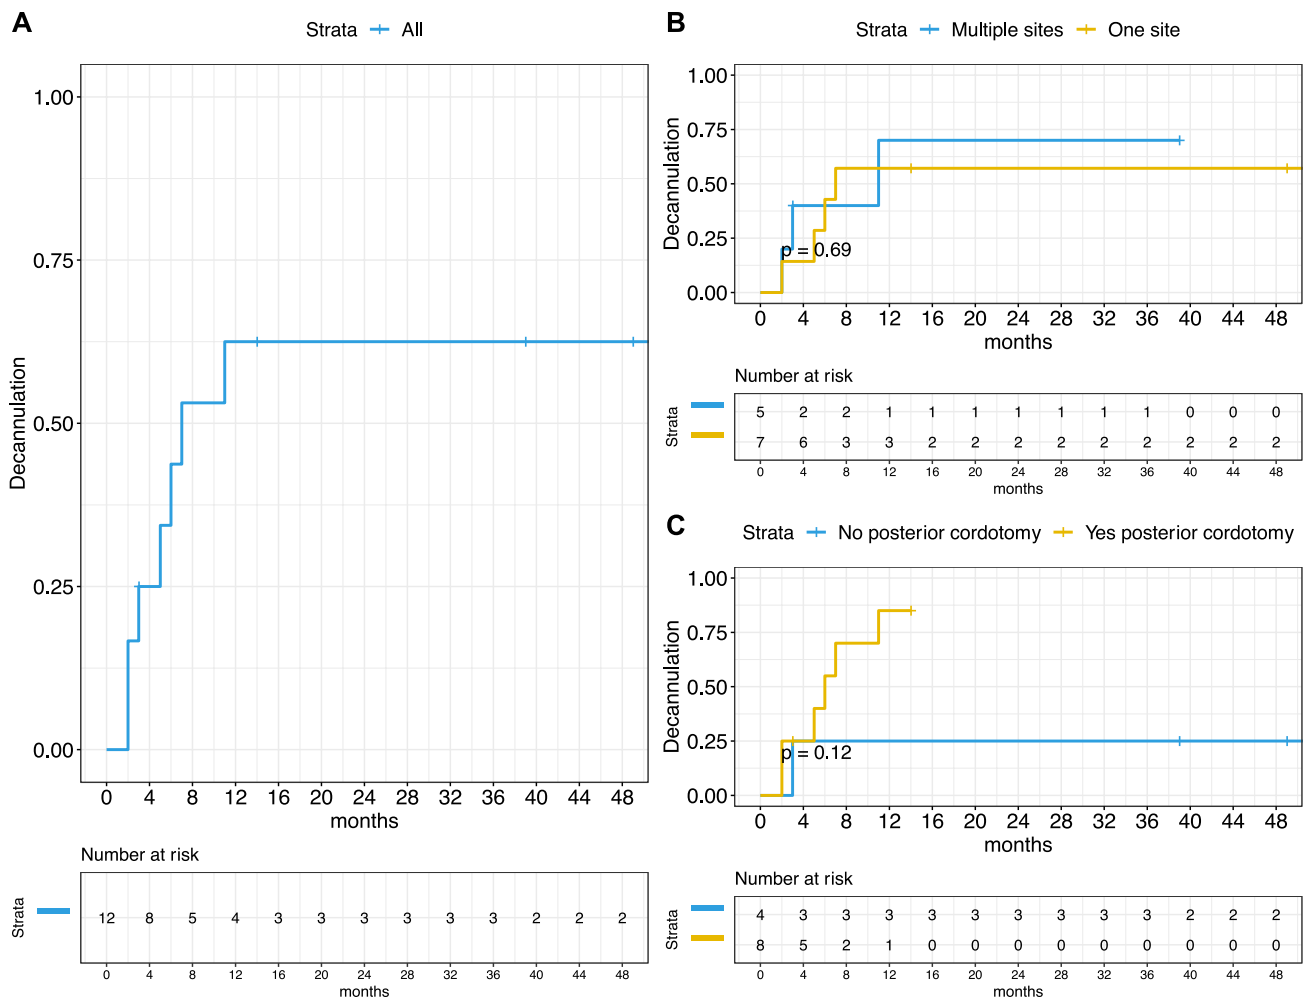 A
Strata All
1.00
0.75
0.50
0.25
0.00
Decannulation
0 4 8 12 16 20 24 28 32 36 40 44 48
months
Number at risk
Strata
12 8 5 4 3 3 3 3 3 3 2 2 2
0 4 8 12 16 20 24 28 32 36 40 44 48
months
B
Strata Multiple sites One site
1.00
0.75
0.50
0.25
0.00
Decannulation
p = 0.69
0 4 8 12 16 20 24 28 32 36 40 44 48
months
Number at risk
Strata
5 2 2 1 1 1 1 1 1 1 0 0 0
7 6 3 3 2 2 2 2 2 2 2 2 2
0 4 8 12 16 20 24 28 32 36 40 44 48
months
C
Strata No posterior cordotomy Yes posterior cordotomy
1.00
0.75
0.50
0.25
0.00
Decannulation
p = 0.12
0 4 8 12 16 20 24 28 32 36 40 44 48
months
Number at risk
Strata
4 3 3 3 3 3 3 3 3 3 2 2 2
8 5 2 1 0 0 0 0 0 0 0 0 0
0 4 8 12 16 20 24 28 32 36 40 44 48
months